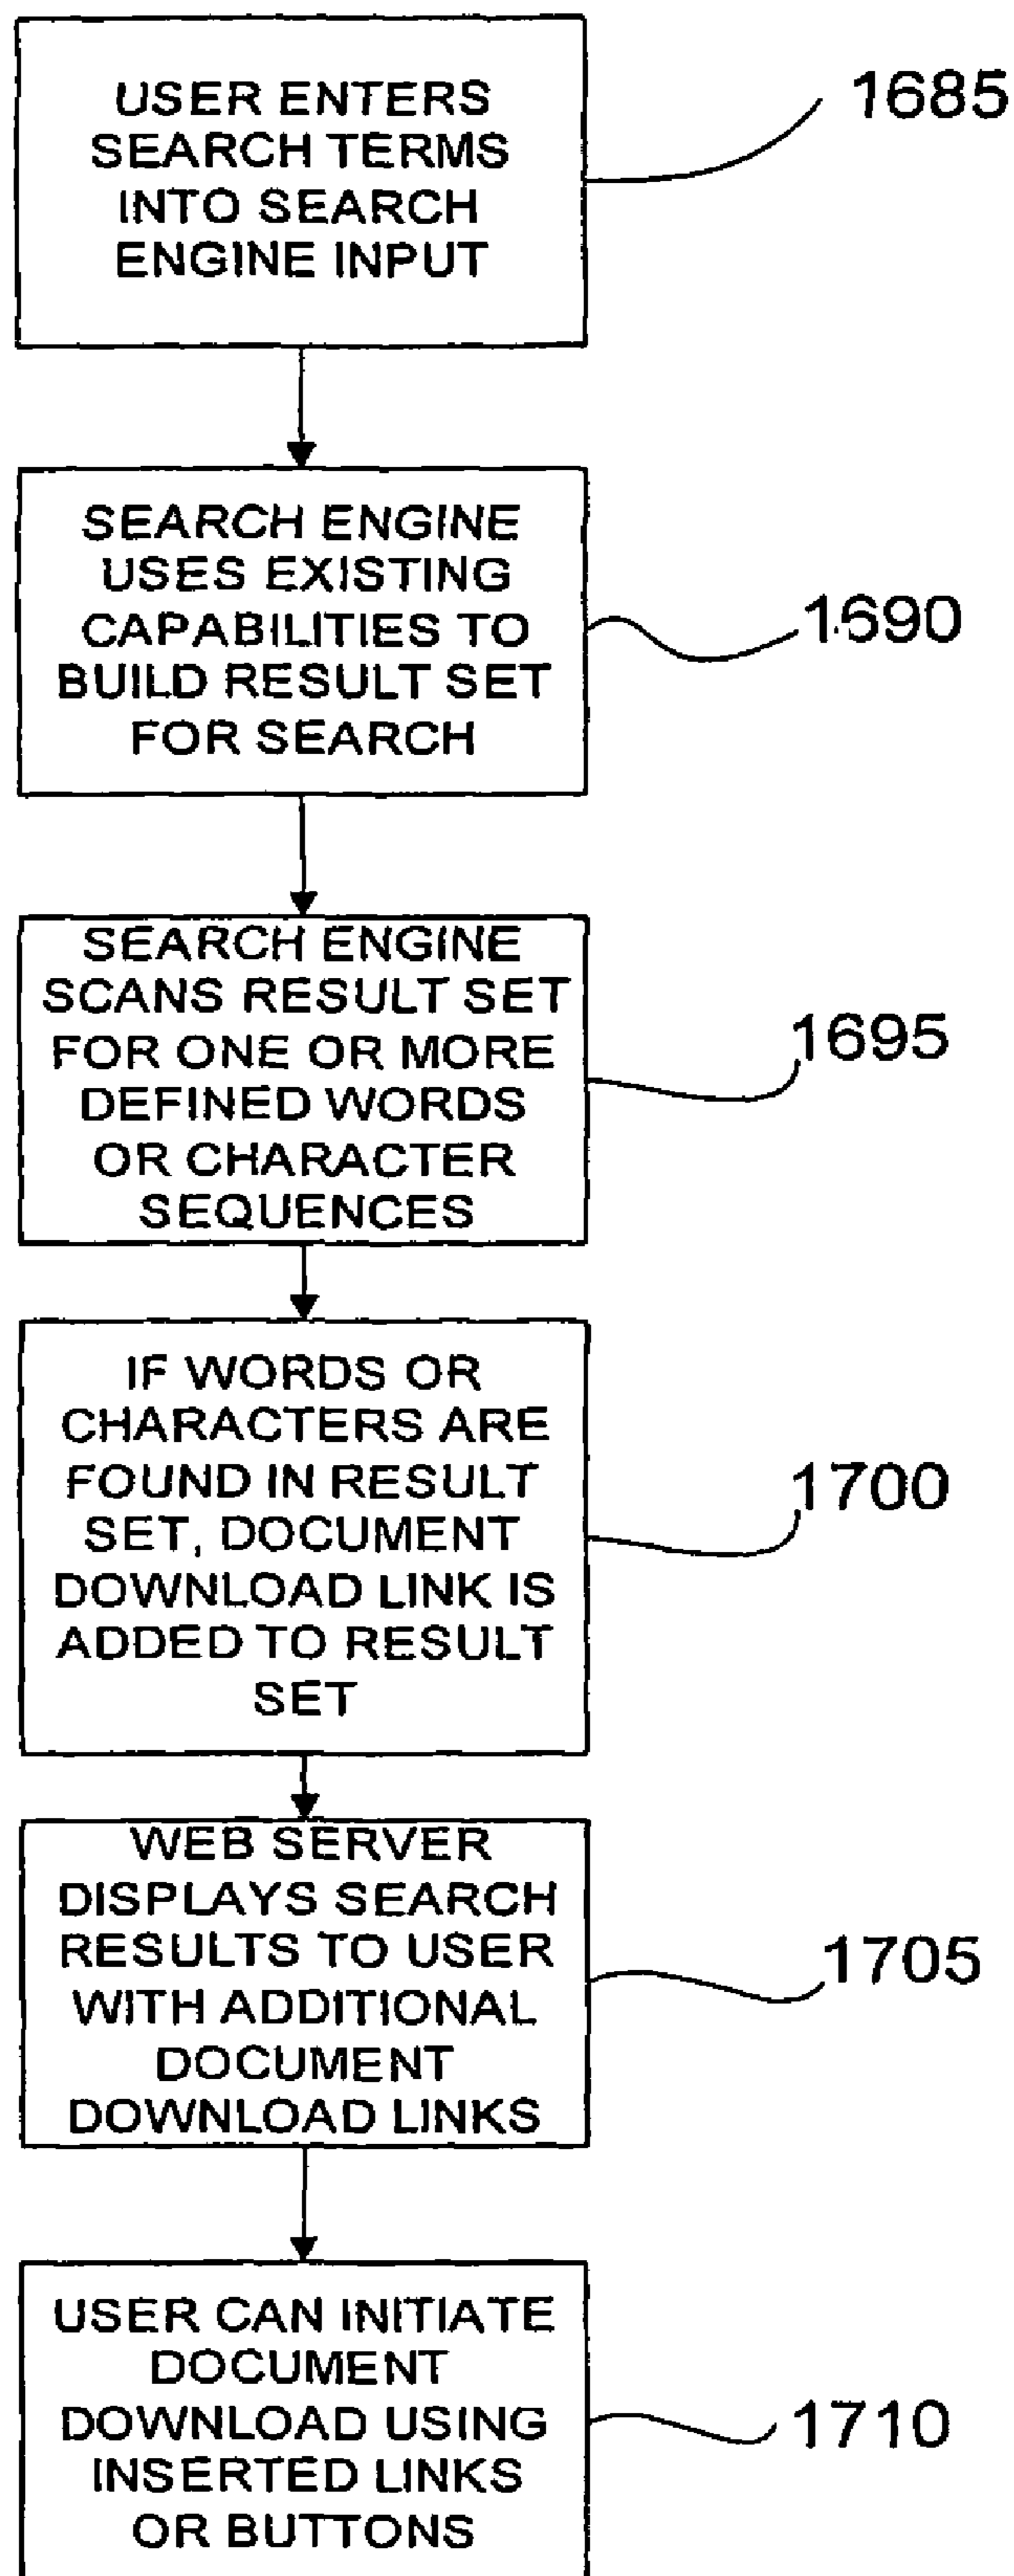 USER ENTERS
SEARCH TERMS
INTO SEARCH
ENGINE INPUT
1685
SEARCH ENGINE
USES EXISTING
CAPABILITIES TO
BUILD RESULT SET
FOR SEARCH
1690
SEARCH ENGINE
SCANS RESULT SET
FOR ONE OR MORE
DEFINED WORDS
OR CHARACTER
SEQUENCES
1695
IF WORDS OR
CHARACTERS ARE
FOUND IN RESULT
SET, DOCUMENT
DOWNLOAD LINK IS
ADDED TO RESULT
SET
1700
WEB SERVER
DISPLAYS SEARCH
RESULTS TO USER
WITH ADDITIONAL
DOCUMENT
DOWNLOAD LINKS
1705
USER CAN INITIATE
DOCUMENT
DOWNLOAD USING
INSERTED LINKS
OR BUTTONS
1710